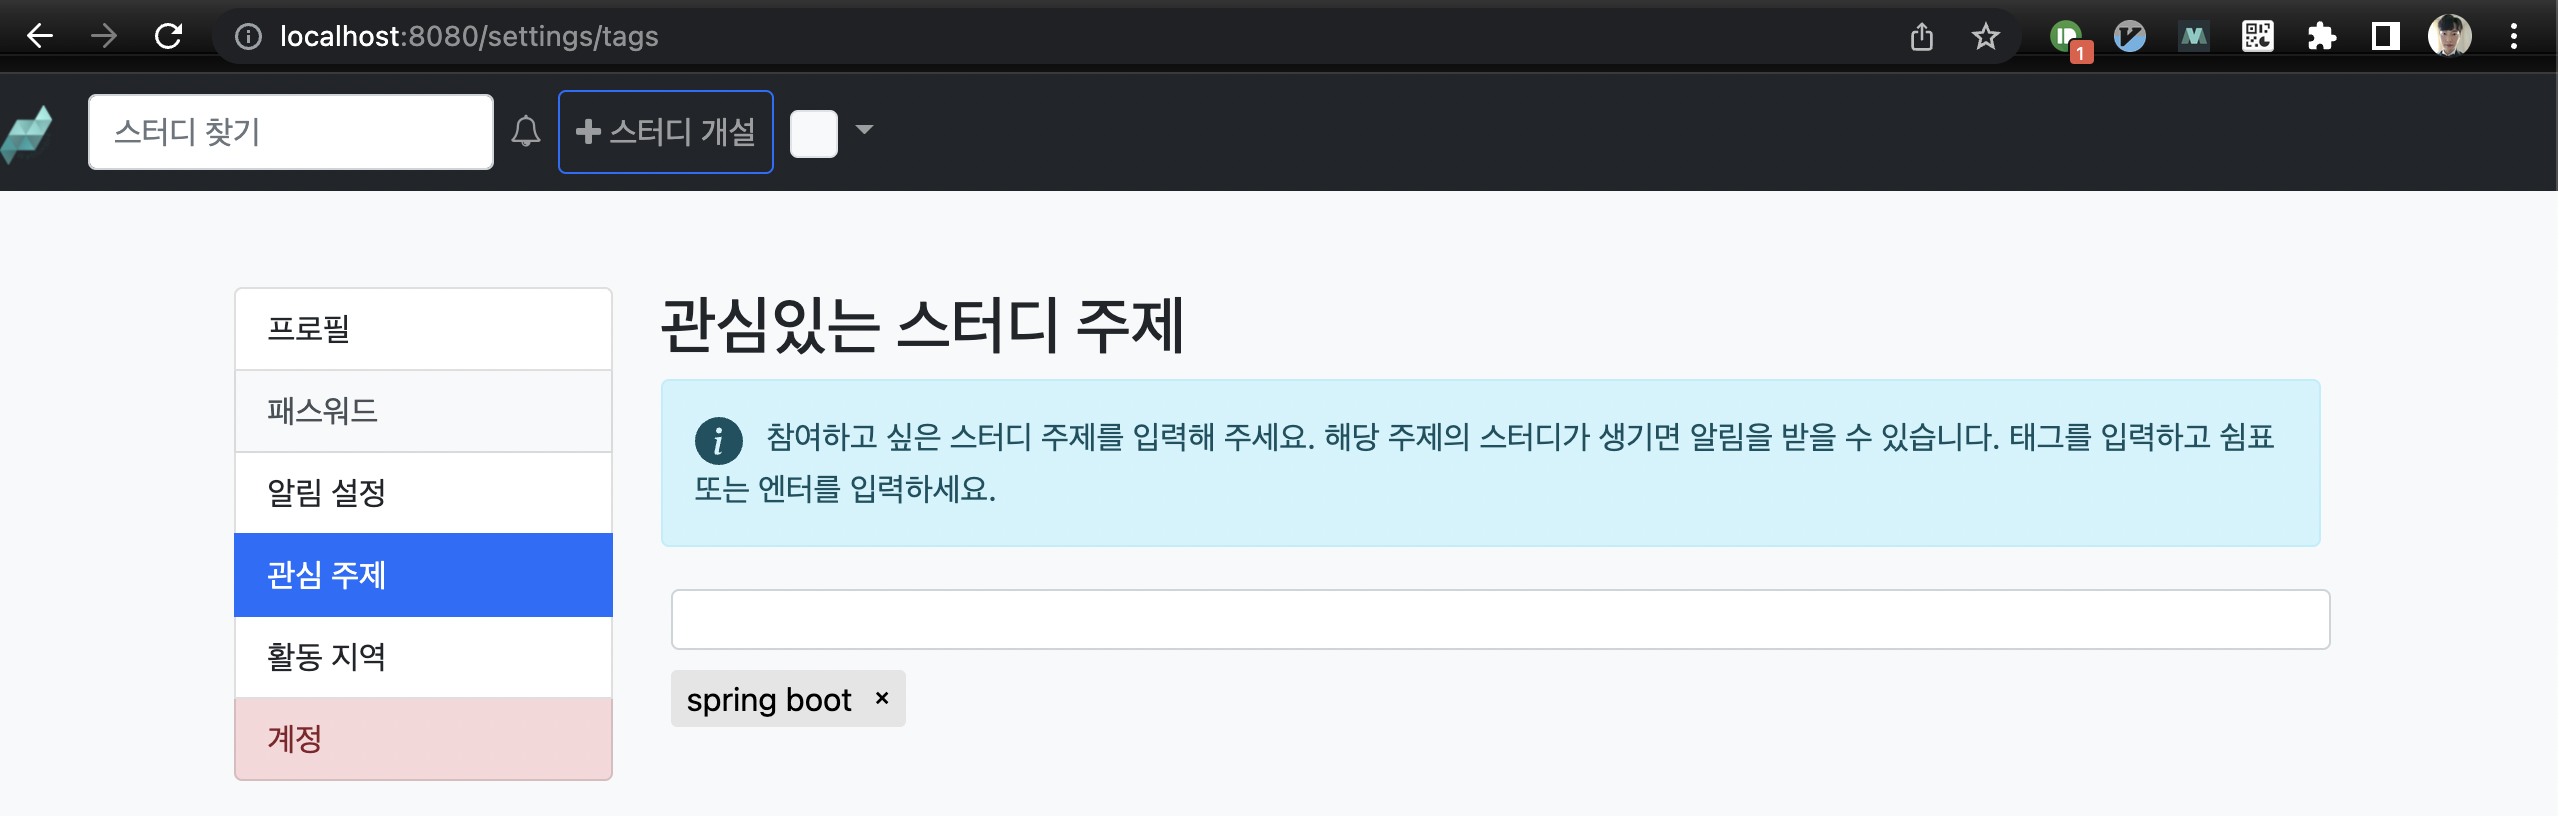 localhost:8080/settings/tags
1
스터디 찾기
스터디 개설
프로필
패스워드
알림 설정
관심 주제
활동 지역
계정
관심있는 스터디 주제
참여하고 싶은 스터디 주제를 입력해 주세요. 해당 주제의 스터디가 생기면 알림을 받을 수 있습니다. 태그를 입력하고 쉼표
또는 엔터를 입력하세요.
spring boot ×